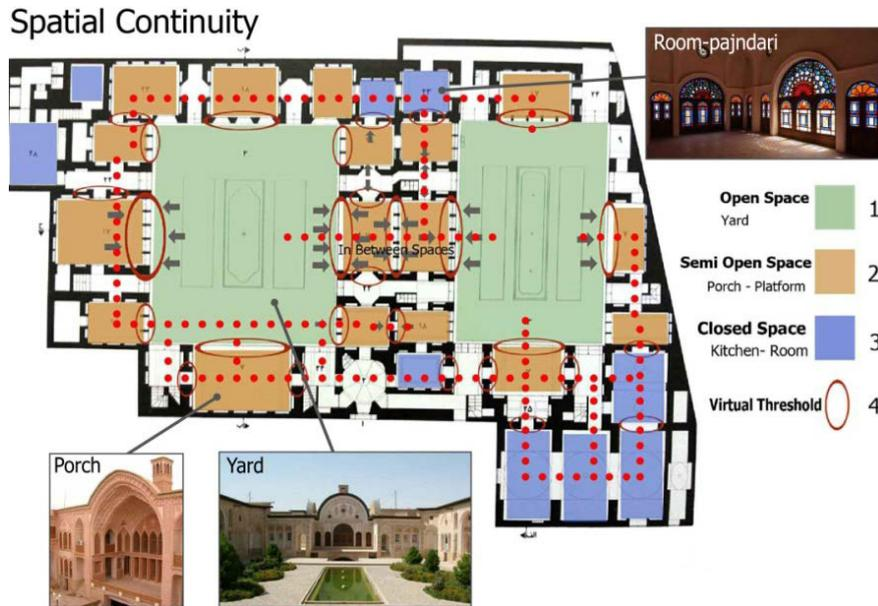 Spatial Continuity
Room-pajndari
Open Space
Yard
1
Semi Open Space
Porch - Platform
2
Closed Space
Kitchen- Room
3
Virtual Threshold
4
In Between Spaces
Porch
Yard